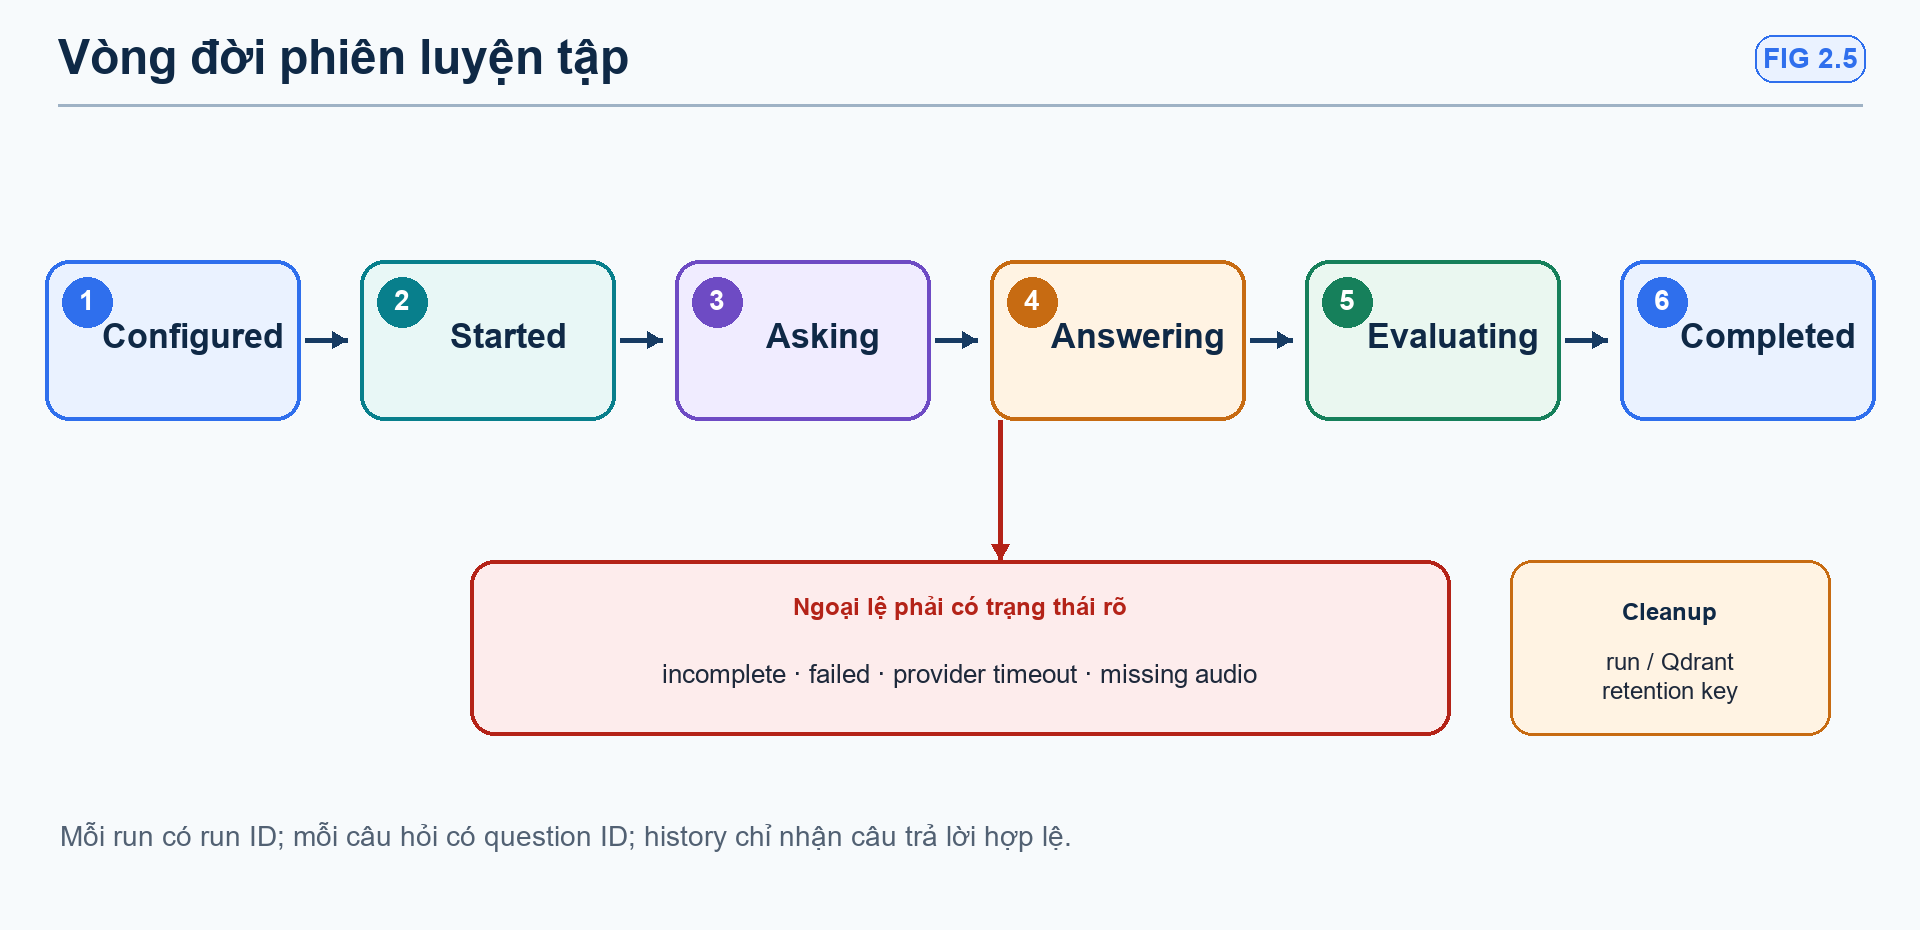 Vòng đời phiên luyện tập
FIG 2.5
1
Configured
2
Started
3
Asking
4
Answering
5
Evaluating
6
Completed
Ngoại lệ phải có trạng thái rõ
incomplete · failed · provider timeout · missing audio
Cleanup
run / Qdrant
retention key
Mỗi run có run ID; mỗi câu hỏi có question ID; history chỉ nhận câu trả lời hợp lệ.